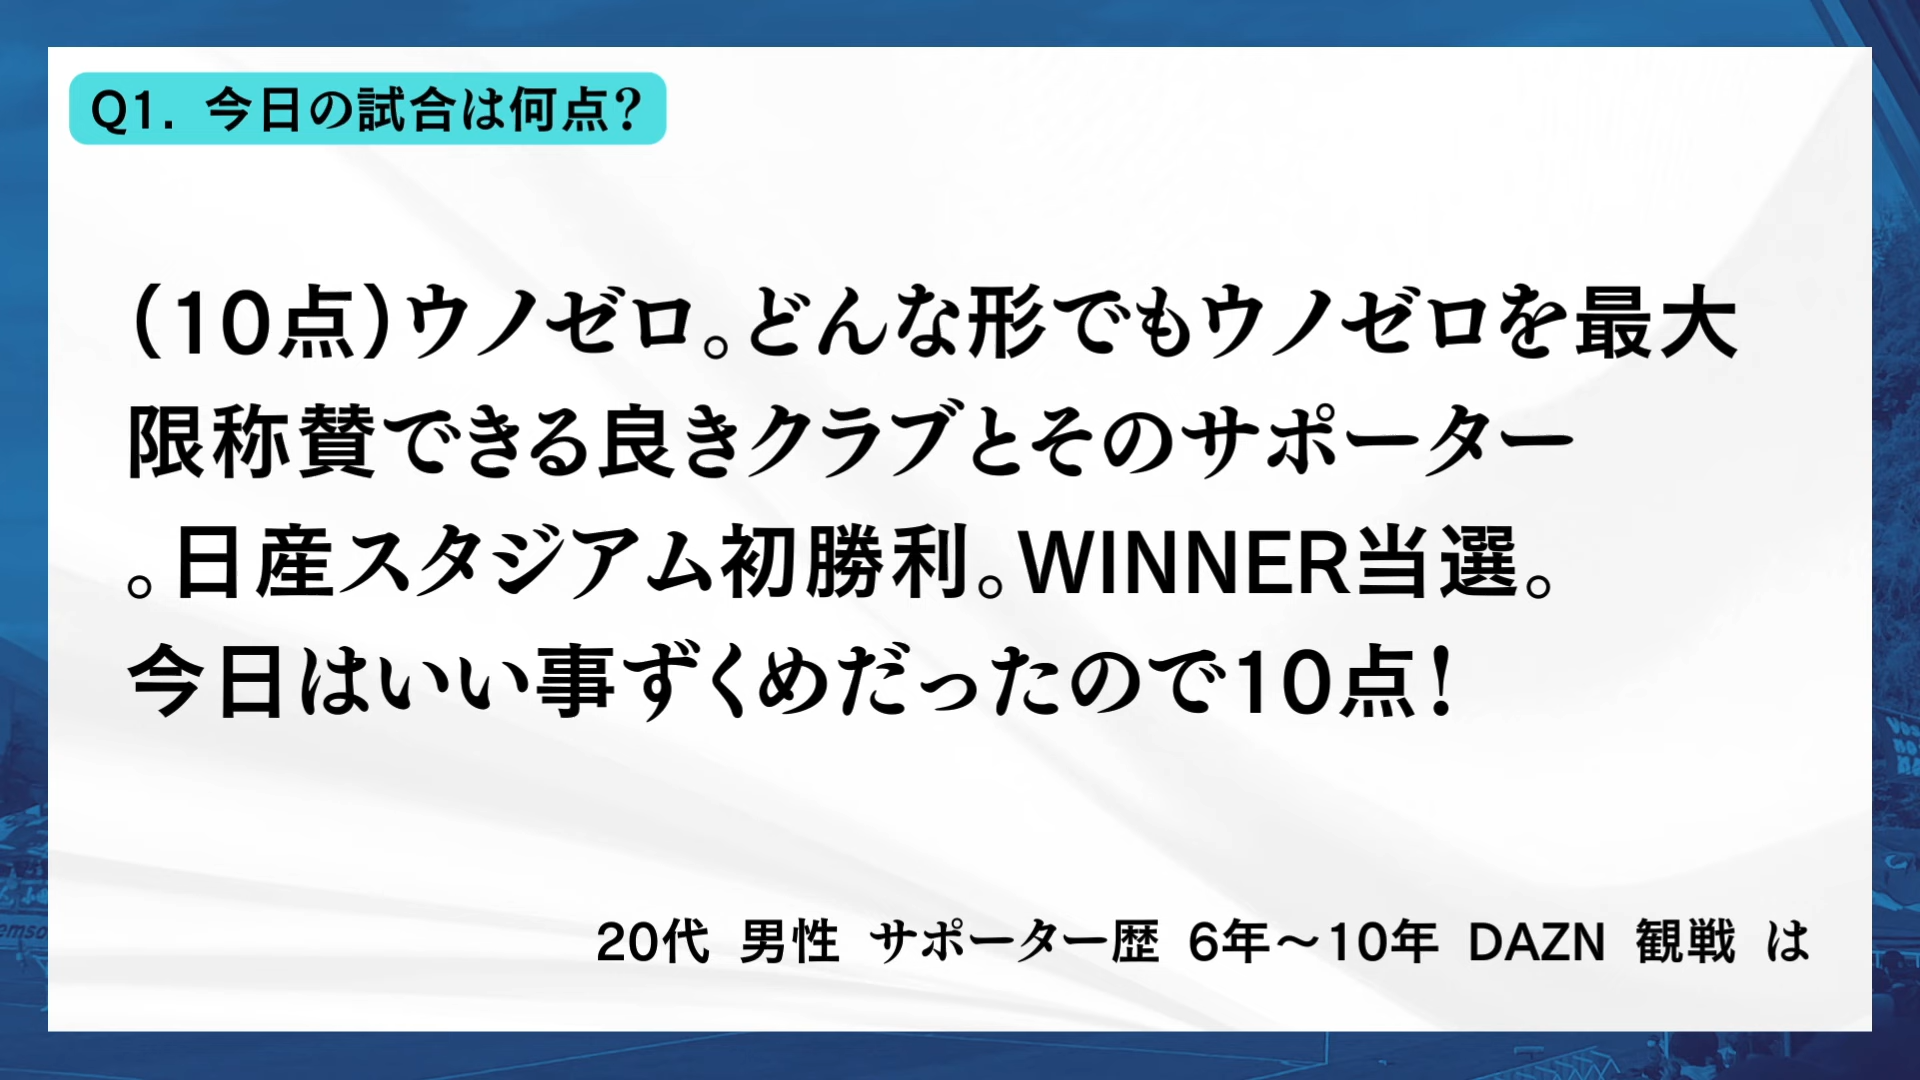 Q1. 今日の試合は何点？
（10点）ウノゼロ。どんな形でもウノゼロを最大
限称賛できる良きクラブとそのサポーター
。日産スタジアム初勝利。WINNER当選。
今日はいい事ずくめだったので10点！
20代 男性 サポーター歴 6年～10年 DAZN 観戦 は